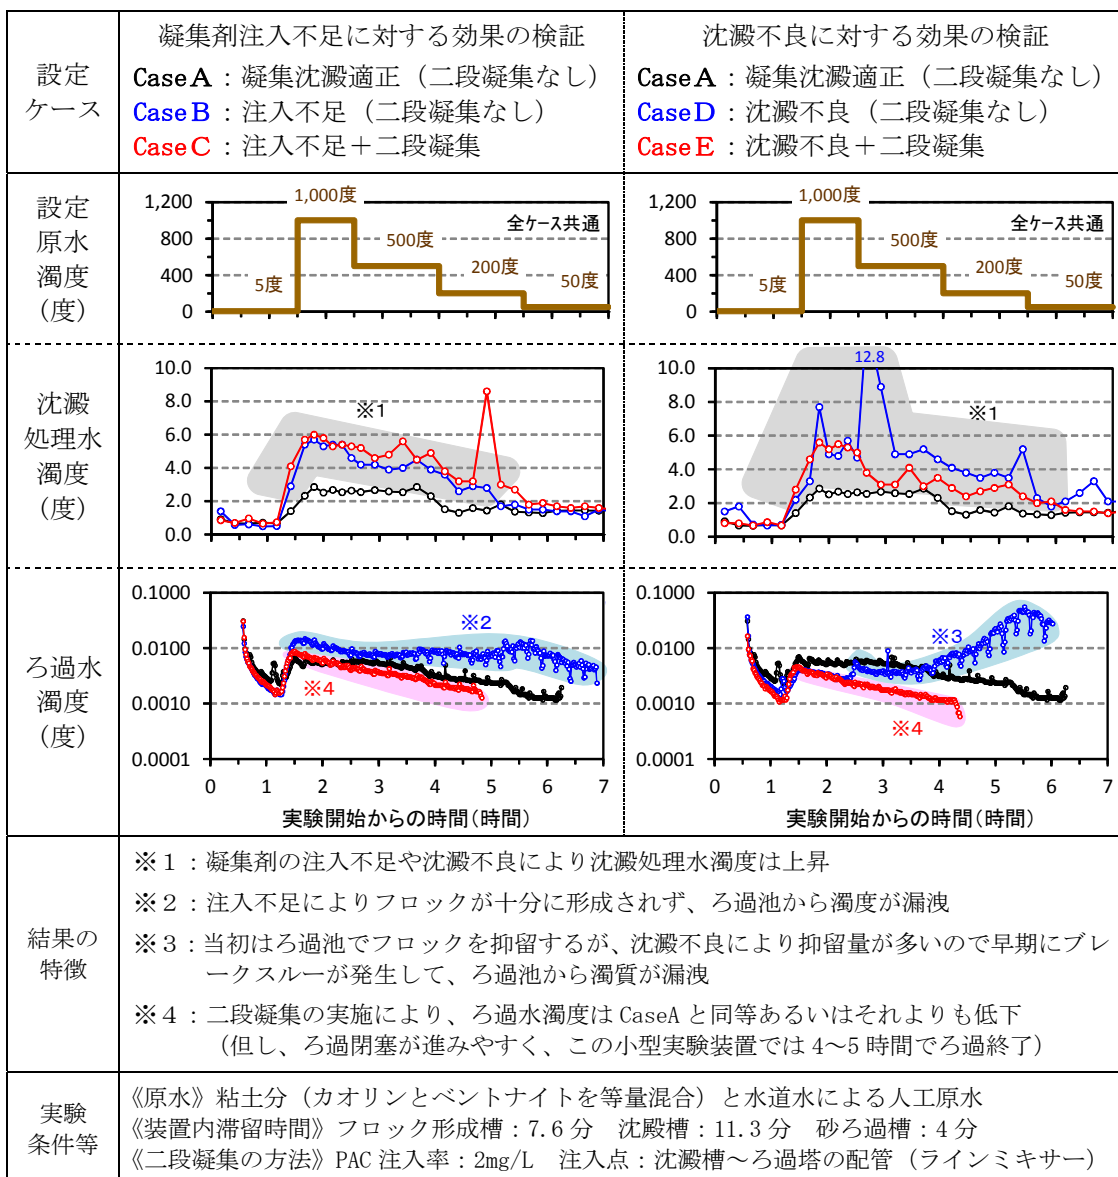 設定
ケース
凝集剤注入不足に対する効果の検証
CaseA：凝集沈澱適正（二段凝集なし）
CaseB：注入不足（二段凝集なし）
CaseC：注入不足＋二段凝集
沈澱不良に対する効果の検証
CaseA：凝集沈澱適正（二段凝集なし）
CaseD：沈澱不良（二段凝集なし）
CaseE：沈澱不良＋二段凝集
設定
原水
濁度
（度）
1,200
800
400
0
5度
1,000度
500度
200度
50度
全ケース共通
1,200
800
400
0
5度
1,000度
500度
200度
50度
全ケース共通
沈澱
処理水
濁度
（度）
10.0
8.0
6.0
4.0
2.0
0.0
※1
10.0
8.0
6.0
4.0
2.0
0.0
12.8
※1
ろ過水
濁度
（度）
0.1000
0.0100
0.0010
0.0001
※2
※4
0 1 2 3 4 5 6 7
実験開始からの時間（時間）
0.1000
0.0100
0.0010
0.0001
※3
※4
0 1 2 3 4 5 6 7
実験開始からの時間（時間）
結果の
特徴
※１：凝集剤の注入不足や沈澱不良により沈澱処理水濁度は上昇
※２：注入不足によりフロックが十分に形成されず、ろ過池から濁度が漏洩
※３：当初はろ過池でフロックを抑留するが、沈澱不良により抑留量が多いので早期にブレ
ークスルーが発生して、ろ過池から濁質が漏洩
※４：二段凝集の実施により、ろ過水濁度は CaseA と同等あるいはそれよりも低下
（但し、ろ過閉塞が進みやすく、この小型実験装置では 4～5 時間でろ過終了）
実験
条件等
《原水》粘土分（カオリンとベントナイトを等量混合）と水道水による人工原水
《装置内滞留時間》フロック形成槽：7.6 分　沈殿槽：11.3 分　砂ろ過槽：4 分
《二段凝集の方法》PAC 注入率：2mg/L　注入点：沈澱槽～ろ過塔の配管（ラインミキサー）